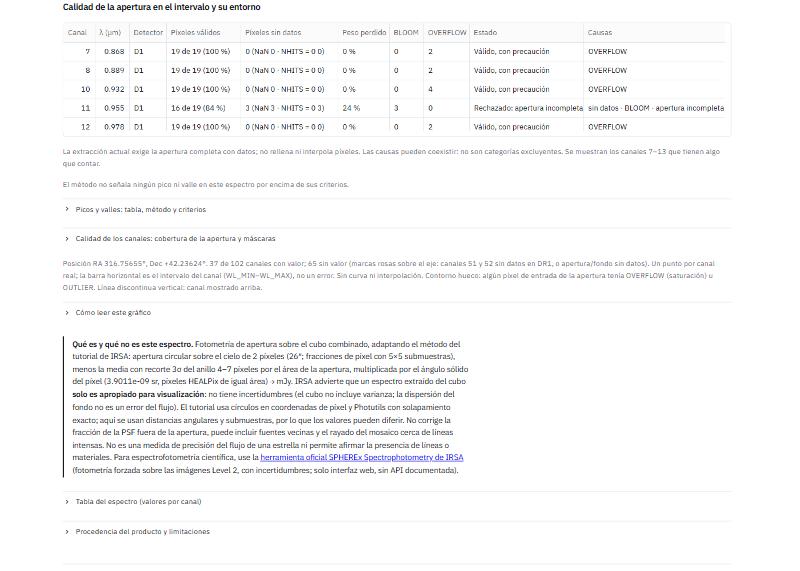 Calidad de la apertura en el intervalo y su entorno
Canal λ (µm) Detector Píxeles válidos Píxeles sin datos Peso perdido BLOOM OVERFLOW Estado Causas
7 0.868 D1 19 de 19 (100 %) 0 (NaN 0 · NHITS = 0 0) 0 % 0 2 Válido, con precaución OVERFLOW
8 0.889 D1 19 de 19 (100 %) 0 (NaN 0 · NHITS = 0 0) 0 % 0 2 Válido, con precaución OVERFLOW
10 0.932 D1 19 de 19 (100 %) 0 (NaN 0 · NHITS = 0 0) 0 % 0 4 Válido, con precaución OVERFLOW
11 0.955 D1 16 de 19 (84 %) 3 (NaN 3 · NHITS = 0 3) 24 % 3 0 Rechazado: apertura incompleta sin datos · BLOOM · apertura incompleta
12 0.978 D1 19 de 19 (100 %) 0 (NaN 0 · NHITS = 0 0) 0 % 0 2 Válido, con precaución OVERFLOW
La extracción actual exige la apertura completa con datos; no rellena ni interpola píxeles. Las causas pueden coexistir: no son categorías excluyentes. Se muestran los canales 7–13 que tienen algo
que contar.
El método no señala ningún pico ni valle en este espectro por encima de sus criterios.
› Picos y valles: tabla, método y criterios
› Calidad de los canales: cobertura de la apertura y máscaras
Posición RA 316.75655°, Dec +42.23624°. 37 de 102 canales con valor; 65 sin valor (marcas rosas sobre el eje: canales 51 y 52 sin datos en DR1, o apertura/fondo sin datos). Un punto por canal
real; la barra horizontal es el intervalo del canal (WL_MIN–WL_MAX), no un error. Sin curva ni interpolación. Contorno hueco: algún píxel de entrada de la apertura tenía OVERFLOW (saturación) u
OUTLIER. Línea discontinua vertical: canal mostrado arriba.
› Cómo leer este gráfico
Qué es y qué no es este espectro. Fotometría de apertura sobre el cubo combinado, adaptando el método del
tutorial de IRSA: apertura circular sobre el cielo de 2 píxeles (26"; fracciones de píxel con 5×5 submuestras),
menos la media con recorte 3σ del anillo 4–7 píxeles por el área de la apertura, multiplicada por el ángulo sólido
del píxel (3.9011e-09 sr, píxeles HEALPix de igual área) → mJy. IRSA advierte que un espectro extraído del cubo
solo es apropiado para visualización: no tiene incertidumbres (el cubo no incluye varianza; la dispersión del
fondo no es un error del flujo). El tutorial usa círculos en coordenadas de píxel y Photutils con solapamiento
exacto; aquí se usan distancias angulares y submuestras, por lo que los valores pueden diferir. No corrige la
fracción de la PSF fuera de la apertura, puede incluir fuentes vecinas y el rayado del mosaico cerca de líneas
intensas. No es una medida de precisión del flujo de una estrella ni permite afirmar la presencia de líneas o
materiales. Para espectrofotometría científica, use la herramienta oficial SPHEREx Spectrophotometry de IRSA
(fotometría forzada sobre las imágenes Level 2, con incertidumbres; solo interfaz web, sin API documentada).
› Tabla del espectro (valores por canal)
› Procedencia del producto y limitaciones